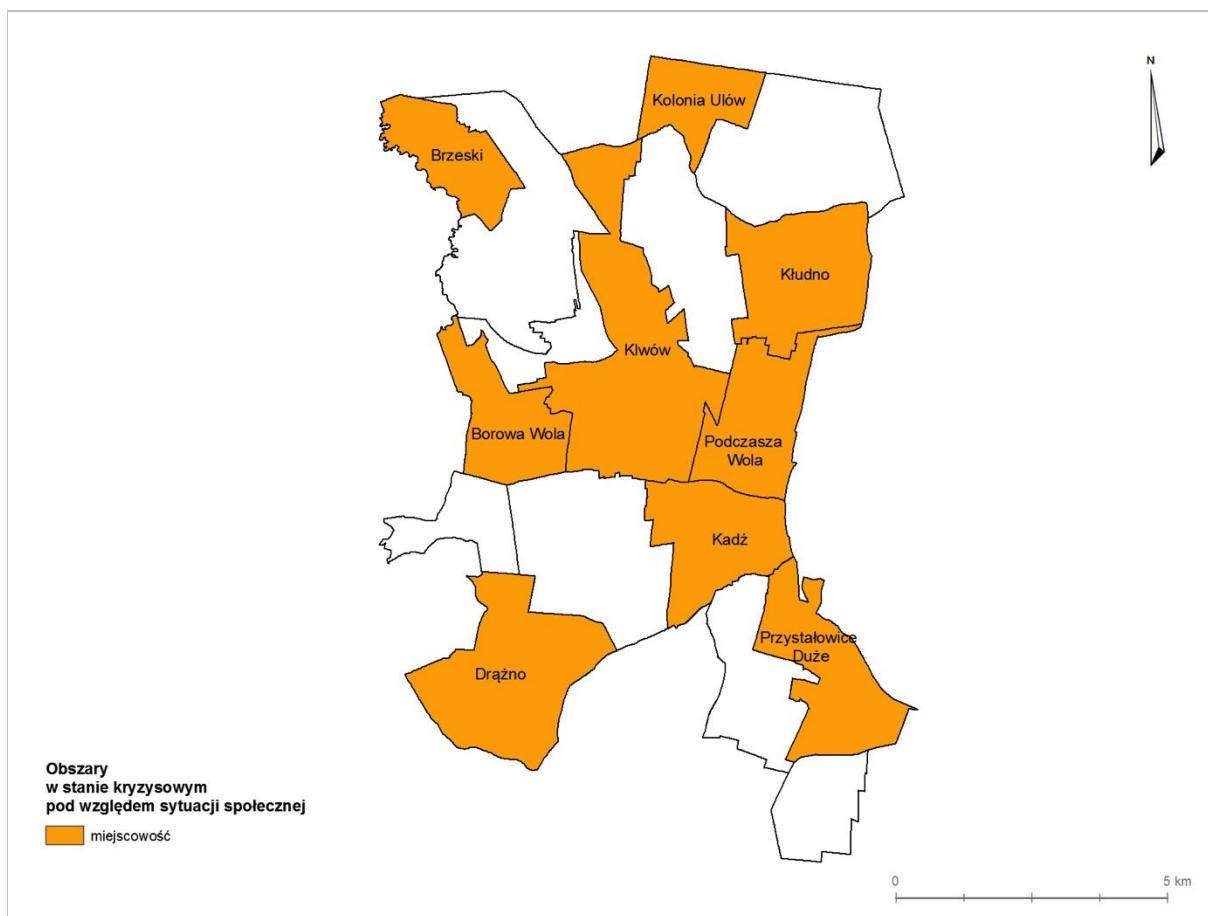 N
Kolonia Ulów
Brzeski
Kłudno
Klwów
Borowa Wola
Podczasza
Wola
Kadź
Przystałowice
Duże
Drążno
Obszary
w stanie kryzysowym
pod względem sytuacji społecznej
miejscowość
0
5 km